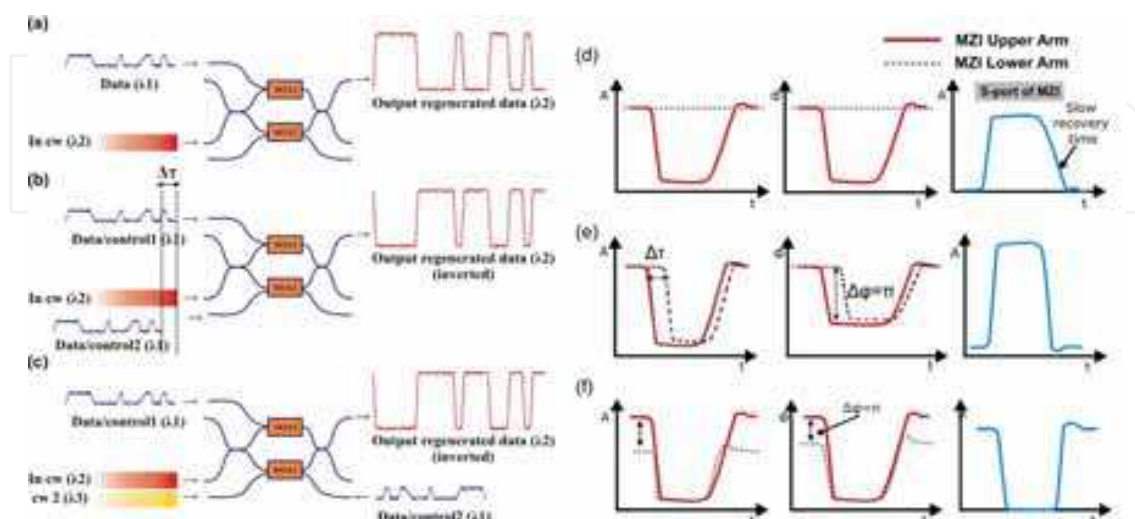 (a)
Data (λ1)
In cw (λ2)
Output regenerated data (λ2)
(b)
Δτ
Data/control1 (λ1)
In cw (λ2)
Data/control2 (λ1)
Output regenerated data (λ2)
(inverted)
(c)
Data/control1 (λ1)
In cw (λ2)
cw 2 (λ3)
Output regenerated data (λ2)
(inverted)
Data/control2 (λ1)
MZI Upper Arm
MZI Lower Arm
(d)
A
t
t
A
S-port of MZI
Slow
recovery
time
t
(e)
A
Δτ
t
Δφ=π
t
A
t
(f)
A
t
Δφ=π
t
A
t